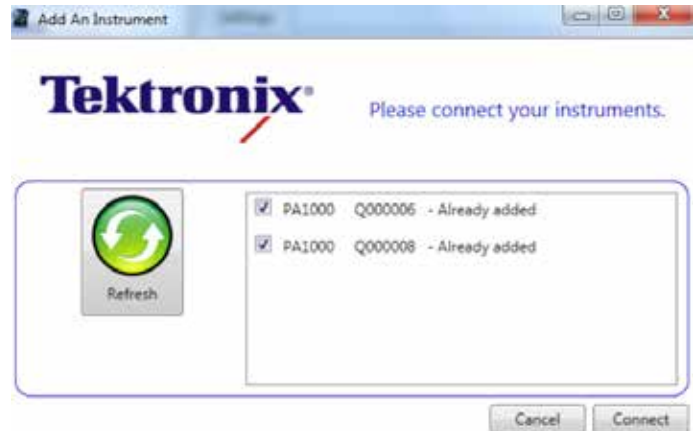 Add An Instrument
Tektronix®
Please connect your instruments.
PA1000 Q000006 - Already added
PA1000 Q000008 - Already added
Refresh
Cancel Connect